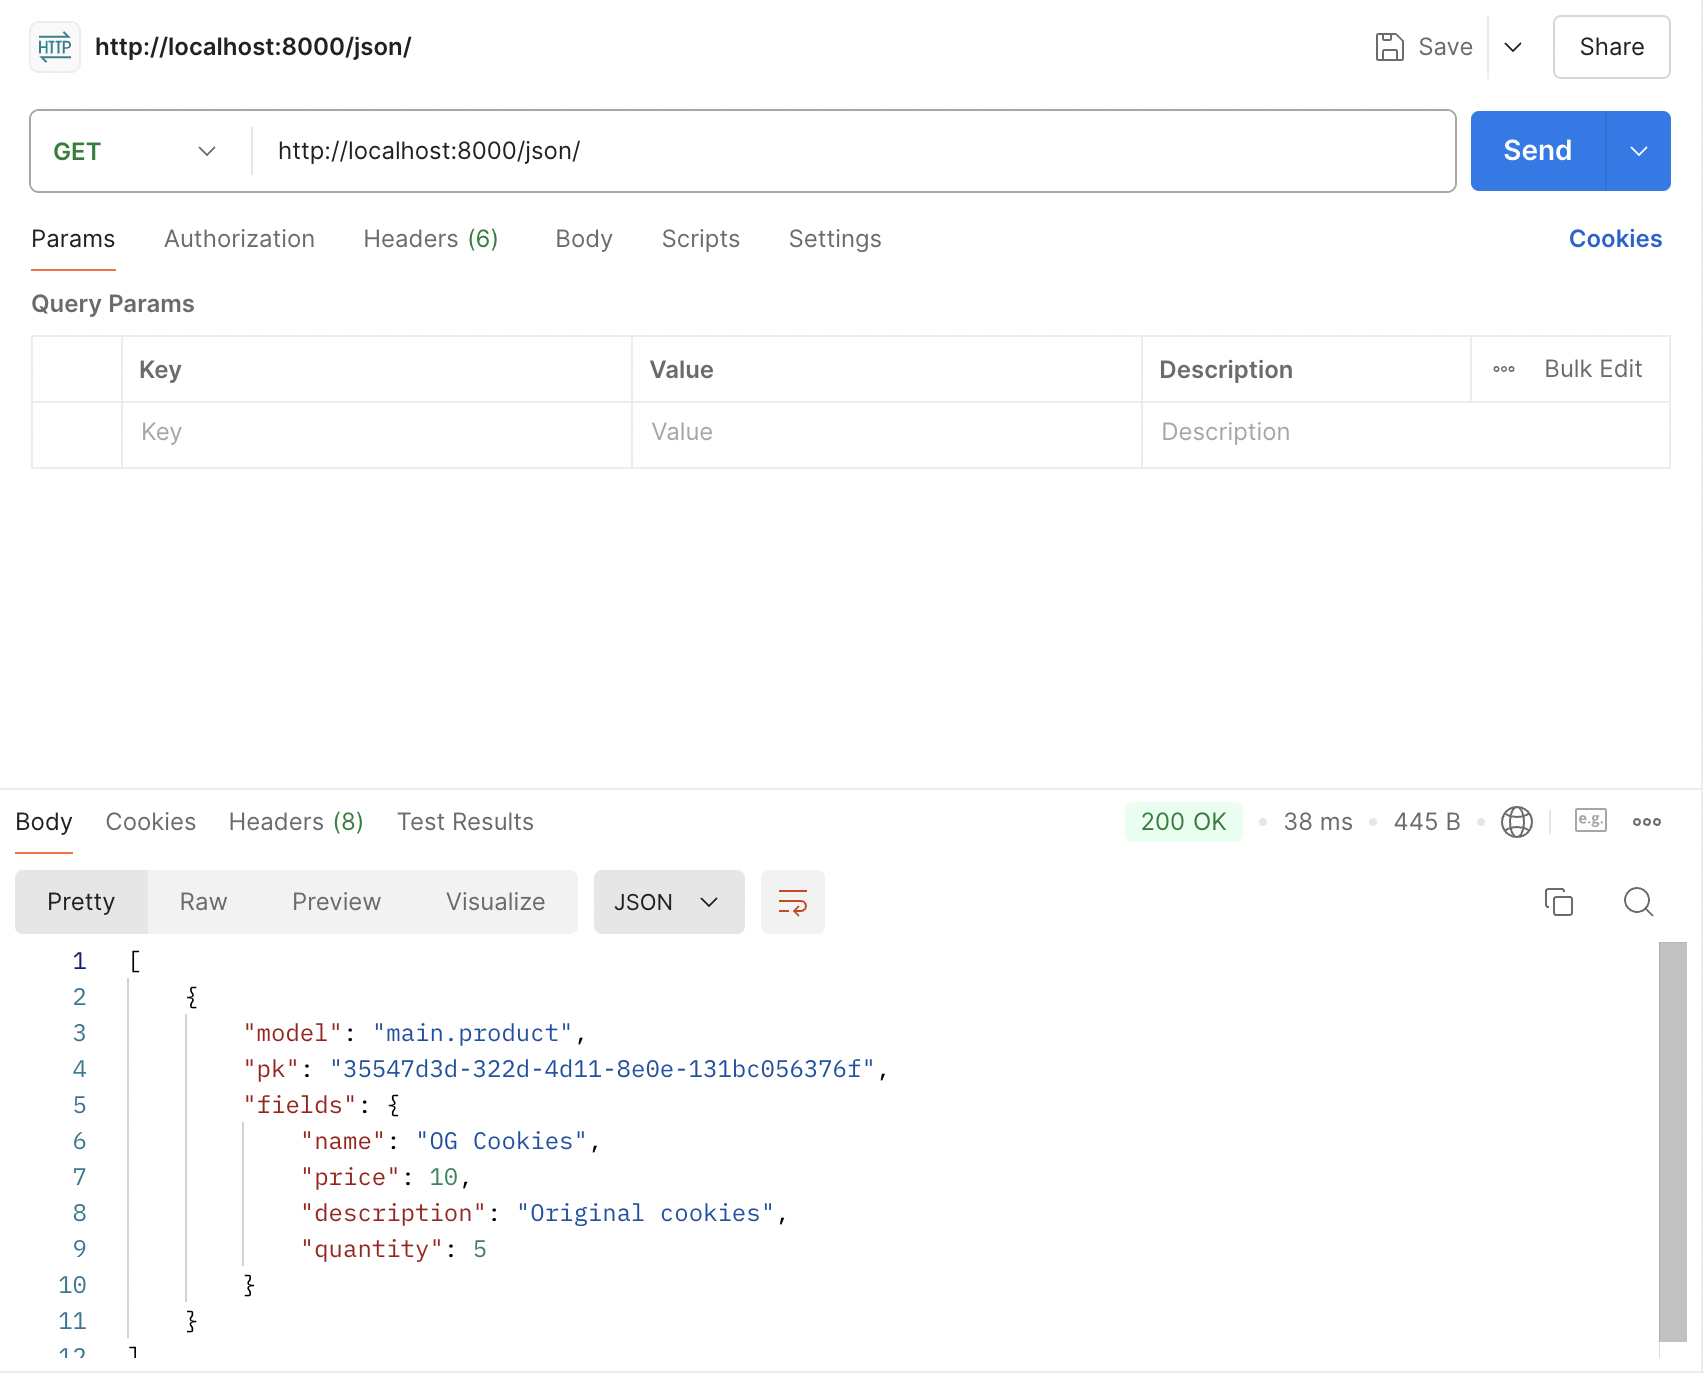 HTTP http://localhost:8000/json/ Save Share
GET http://localhost:8000/json/ Send
Params Authorization Headers (6) Body Scripts Settings Cookies
Query Params
Key Value Description Bulk Edit
Key Value Description
Body Cookies Headers (8) Test Results 200 OK 38 ms 445 B e.g.
Pretty Raw Preview Visualize JSON
1 [
2 {
3 "model": "main.product",
4 "pk": "35547d3d-322d-4d11-8e0e-131bc056376f",
5 "fields": {
6 "name": "OG Cookies",
7 "price": 10,
8 "description": "Original cookies",
9 "quantity": 5
10 }
11 }
12 ]